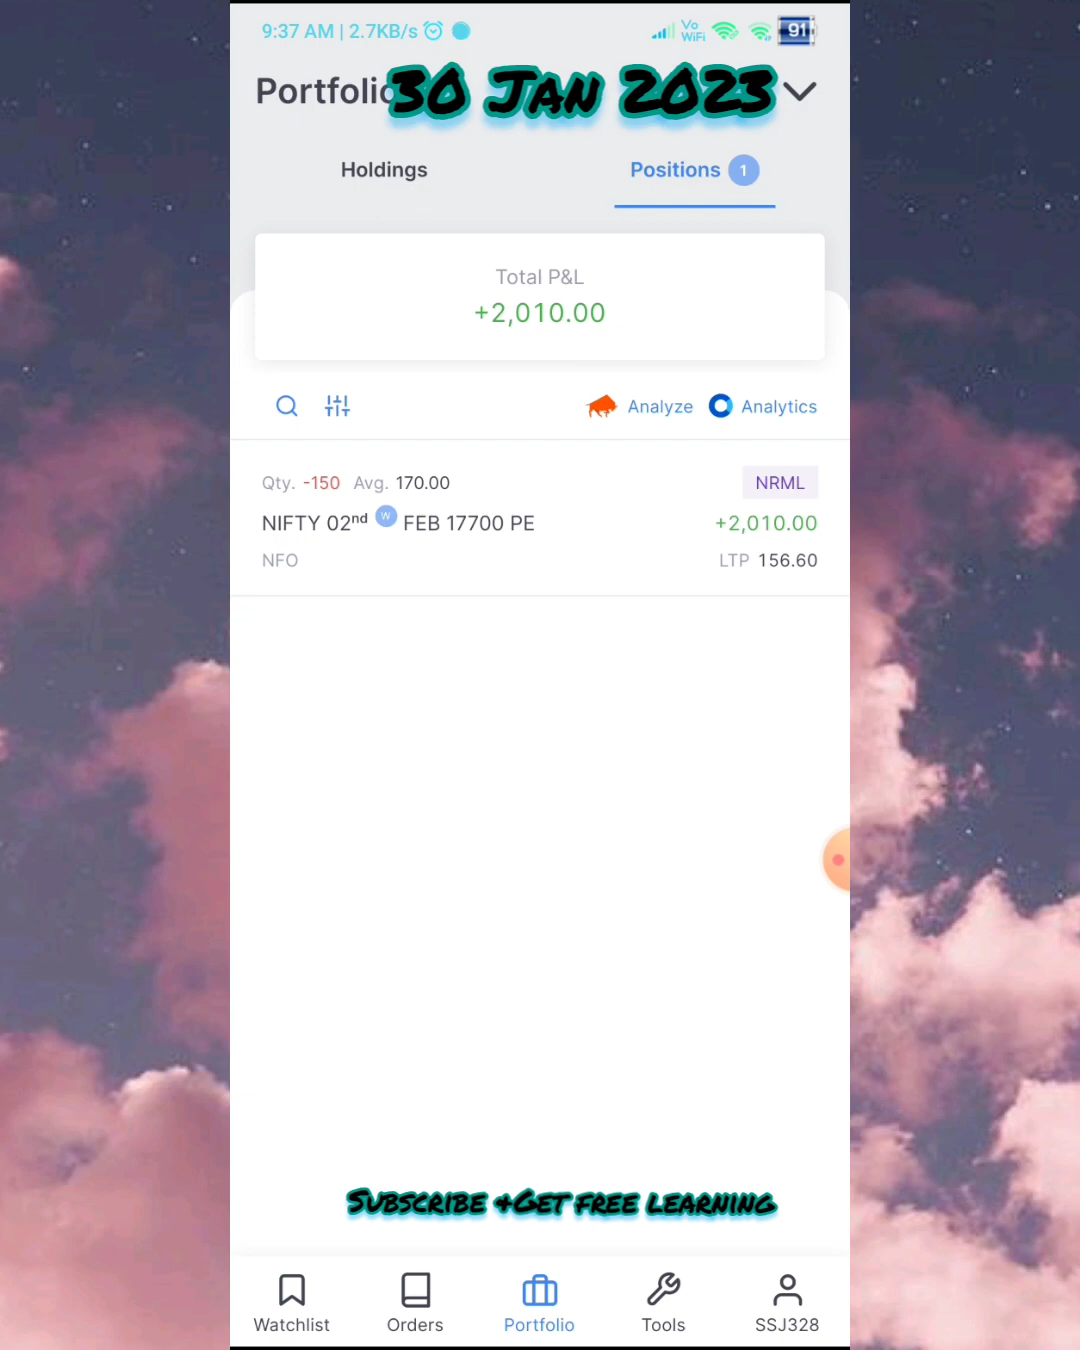 9:37 AM | 2.7KB/s Vo WiFi 91
Portfolio 30 Jan 2023
Holdings Positions 1
Total P&L
+2,010.00
Analyze Analytics
Qty. -150 Avg. 170.00 NRML
NIFTY 02ⁿᵈ W FEB 17700 PE +2,010.00
NFO LTP 156.60
Subscribe &Get free learning
Watchlist Orders Portfolio Tools SSJ328